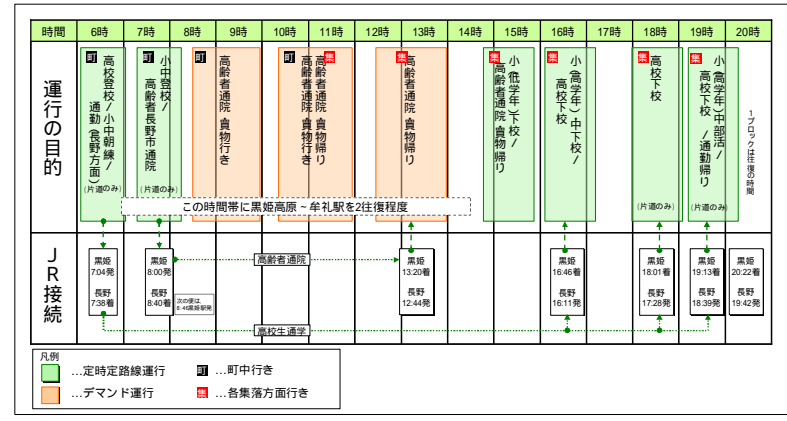 時間 6時 7時 8時 9時 10時 11時 12時 13時 14時 15時 16時 17時 18時 19時 20時
運行の目的
町
高校登校/小中朝練/
通勤(長野方面)
(片道のみ)
町
小中登校/
高齢者長野市通院
(片道のみ)
町
高齢者通院・買物行き
町
高齢者通院・買物行き
集
高齢者通院・買物帰り
集
高齢者通院・買物帰り
集
小(低学年)下校/
高齢者通院・買物帰り
集
小(高学年)・中下校/
高校下校
集
高校下校
(片道のみ)
集
小(高学年)中部活/
高校下校 /通勤帰り
(片道のみ)
1ブロックは往復の時間
この時間帯に黒姫高原~牟礼駅を2往復程度
JR接続
黒姫
7:04発
長野
7:38着
黒姫
8:00発
長野
8:40着
次の便は、
8:46黒姫駅発
高齢者通院
黒姫
13:20着
長野
12:44発
黒姫
16:46着
長野
16:11発
黒姫
18:01着
長野
17:28発
黒姫
19:13着
長野
18:39発
黒姫
20:22着
長野
19:42発
高校生通学
凡例
…定時定路線運行
町 …町中行き
…デマンド運行
集 …各集落方面行き